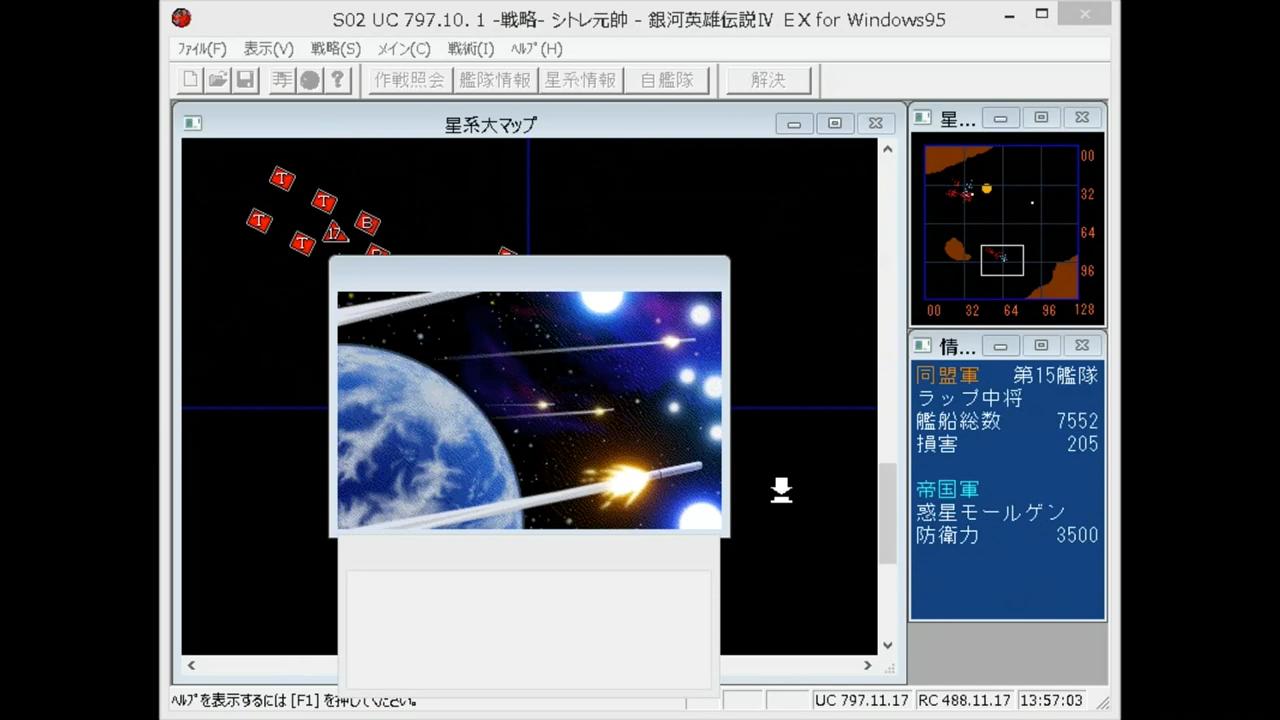 S02 UC 797.10. 1 -戦略- シトレ元帥 - 銀河英雄伝説Ⅳ EX for Windows95
ﾌｧｲﾙ(F) 表示(V) 戦略(S) メイン(C) 戦術(I) ﾍﾙﾌﾟ(H)
作戦照会 艦隊情報 星系情報 自艦隊 解決
星系大マップ
T
T
T
B
17
T
星...
00
32
64
96
00 32 64 96 128
情...
同盟軍 第15艦隊
ラップ中将
艦船総数 7552
損害 205
帝国軍
惑星モールゲン
防衛力 3500
ﾍﾙﾌﾟを表示するには [F1] を押してください。
UC 797.11.17 RC 488.11.17 13:57:03